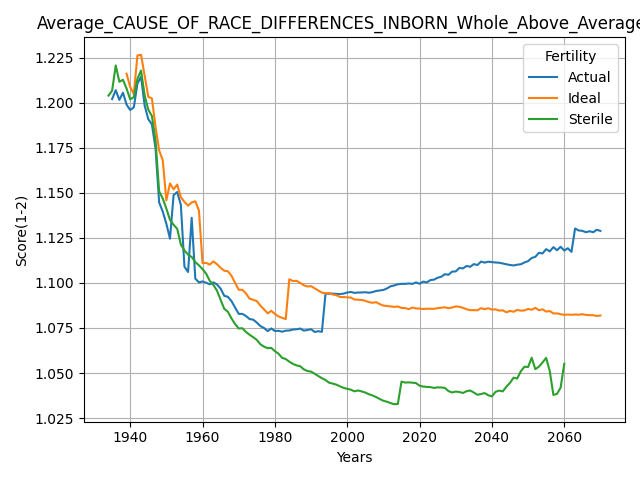 Average_CAUSE_OF_RACE_DIFFERENCES_INBORN_Whole_Above_Average
Fertility
Actual
Ideal
Sterile
Score(1-2)
1.225
1.200
1.175
1.150
1.125
1.100
1.075
1.050
1.025
1940
1960
1980
2000
2020
2040
2060
Years